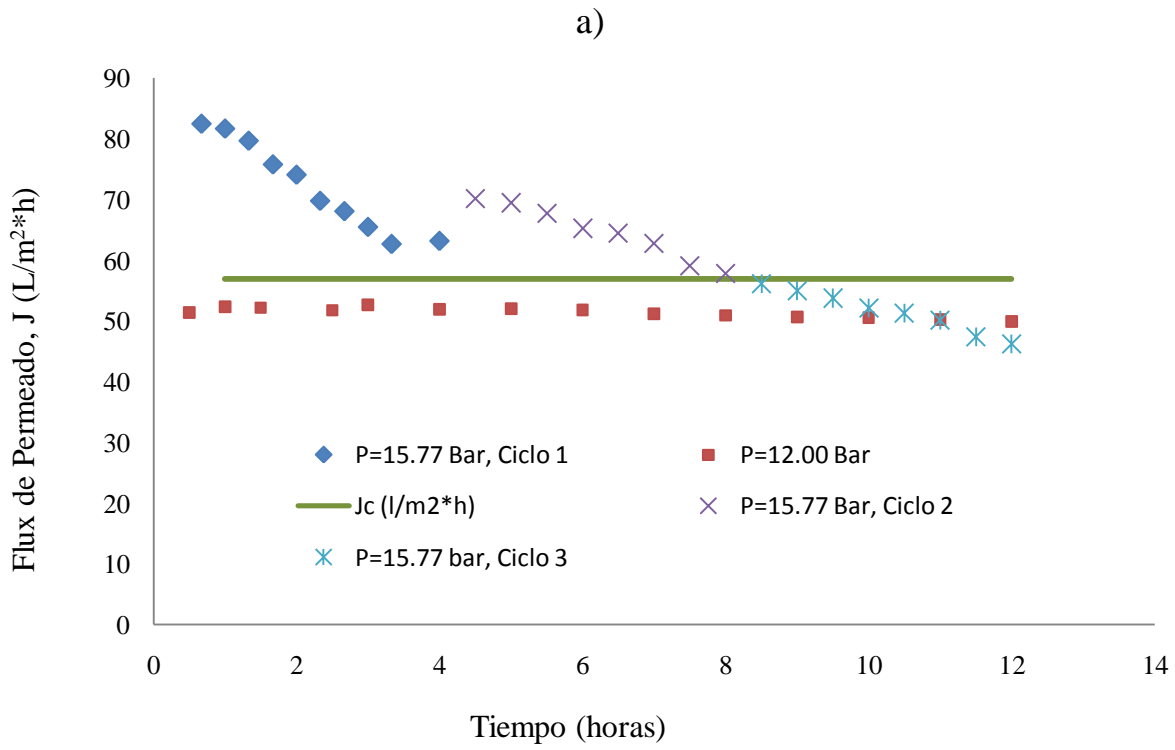 a)
Flux de Permeado, J (L/m²*h)
90
80
70
60
50
40
30
20
10
0
P=15.77 Bar, Ciclo 1
P=12.00 Bar
Jc (l/m2*h)
P=15.77 Bar, Ciclo 2
P=15.77 bar, Ciclo 3
0 2 4 6 8 10 12 14
Tiempo (horas)